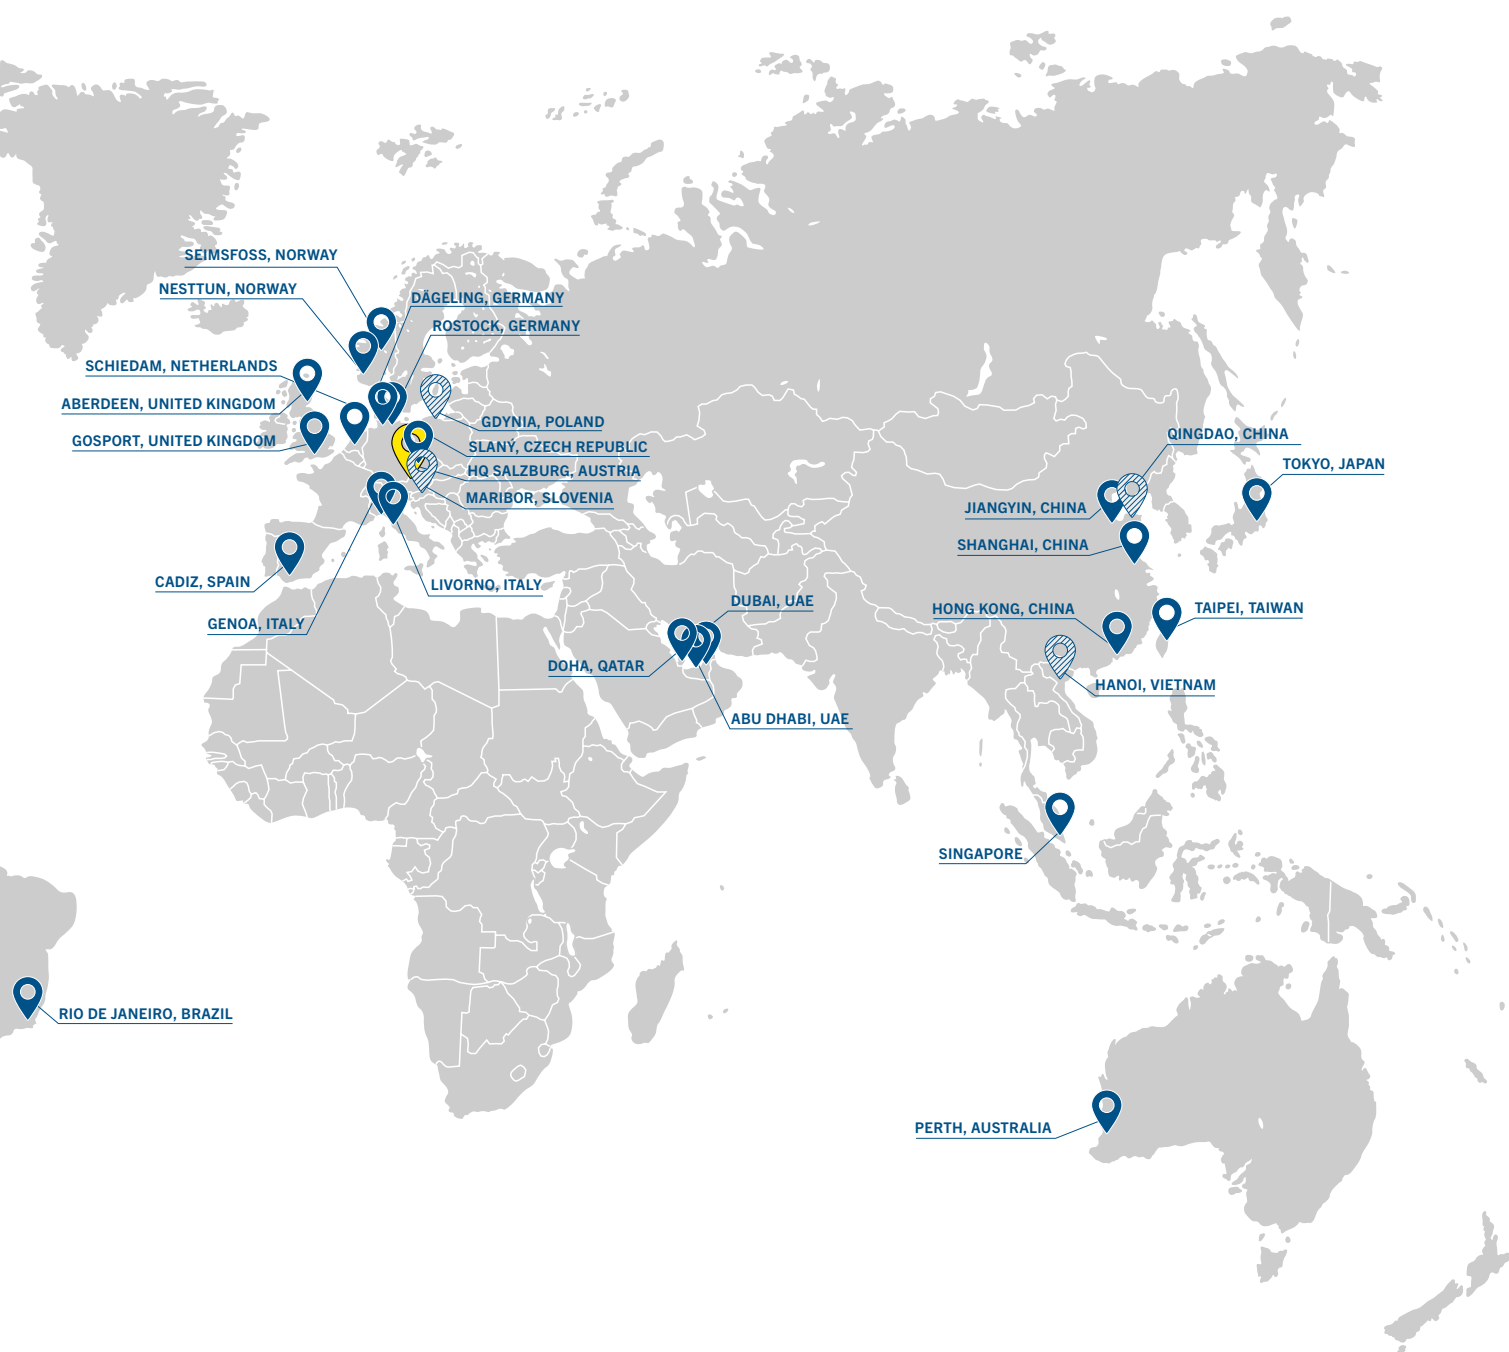 SEIMSFOSS, NORWAY
NESTTUN, NORWAY
DÄGELING, GERMANY
ROSTOCK, GERMANY
SCHIEDAM, NETHERLANDS
ABERDEEN, UNITED KINGDOM
GOSPORT, UNITED KINGDOM
GDYNIA, POLAND
SLANÝ, CZECH REPUBLIC
HQ SALZBURG, AUSTRIA
MARIBOR, SLOVENIA
QINGDAO, CHINA
TOKYO, JAPAN
JIANGYIN, CHINA
SHANGHAI, CHINA
CADIZ, SPAIN
LIVORNO, ITALY
GENOA, ITALY
DUBAI, UAE
HONG KONG, CHINA
TAIPEI, TAIWAN
DOHA, QATAR
HANOI, VIETNAM
ABU DHABI, UAE
SINGAPORE
RIO DE JANEIRO, BRAZIL
PERTH, AUSTRALIA